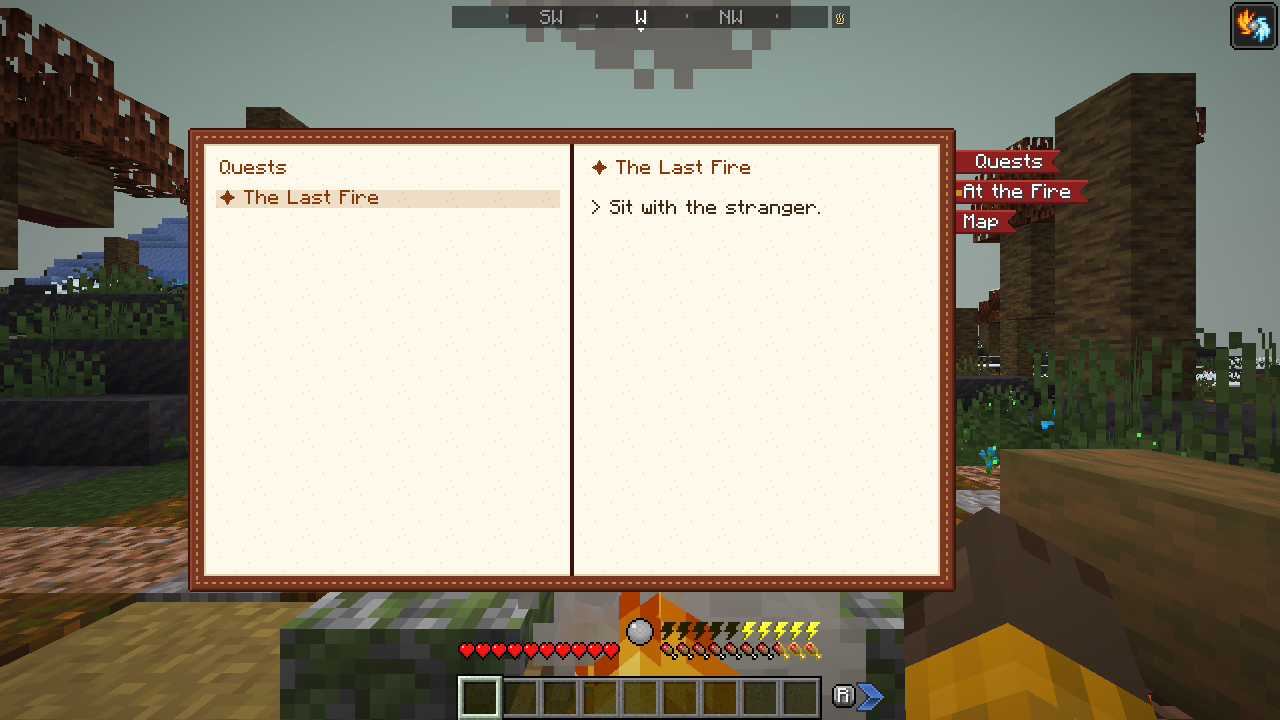 SW W NW
Quests
The Last Fire
The Last Fire
> Sit with the stranger.
Quests
At the Fire
Map
R